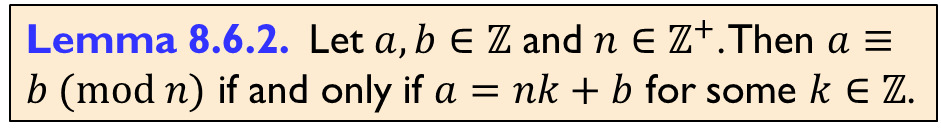 Lemma 8.6.2. Let 𝑎, 𝑏 ∈ ℤ and 𝑛 ∈ ℤ⁺. Then 𝑎 ≡
𝑏 (mod 𝑛) if and only if 𝑎 = 𝑛𝑘 + 𝑏 for some 𝑘 ∈ ℤ.